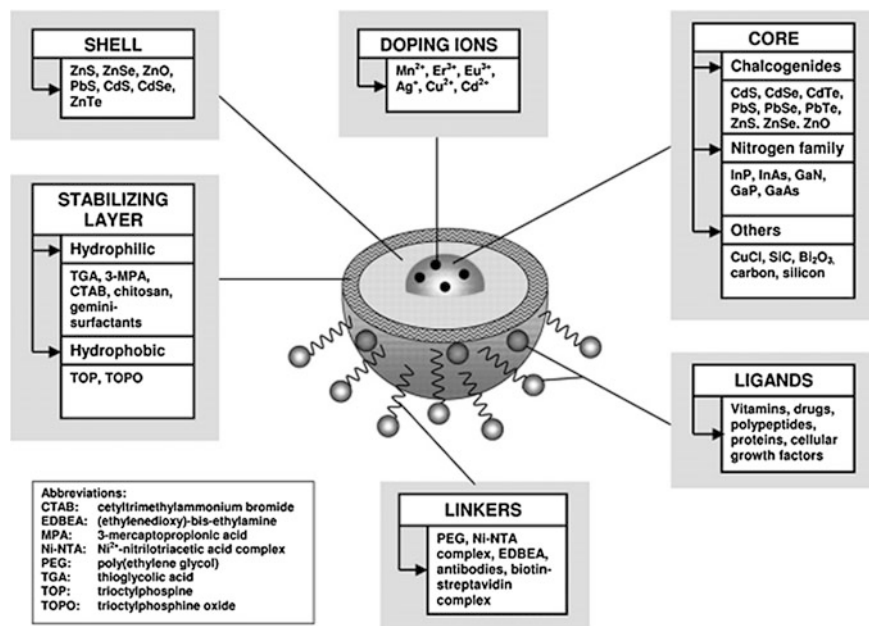 SHELL
ZnS, ZnSe, ZnO,
PbS, CdS, CdSe,
ZnTe
DOPING IONS
Mn²⁺, Er³⁺, Eu³⁺,
Ag⁺, Cu²⁺, Cd²⁺
CORE
Chalcogenides
CdS, CdSe, CdTe,
PbS, PbSe, PbTe,
ZnS, ZnSe, ZnO
Nitrogen family
InP, InAs, GaN,
GaP, GaAs
Others
CuCl, SiC, Bi₂O₃,
carbon, silicon
STABILIZING
LAYER
Hydrophilic
TGA, 3-MPA,
CTAB, chitosan,
gemini-
surfactants
Hydrophobic
TOP, TOPO
LIGANDS
Vitamins, drugs,
polypeptides,
proteins, cellular
growth factors
LINKERS
PEG, Ni-NTA
complex, EDBEA,
antibodies, biotin-
streptavidin
complex
Abbreviations:
CTAB: cetyltrimethylammonium bromide
EDBEA: (ethylenedioxy)-bis-ethylamine
MPA: 3-mercaptopropionic acid
Ni-NTA: Ni²⁺-nitrilotriacetic acid complex
PEG: poly(ethylene glycol)
TGA: thioglycolic acid
TOP: trioctylphospine
TOPO: trioctylphosphine oxide